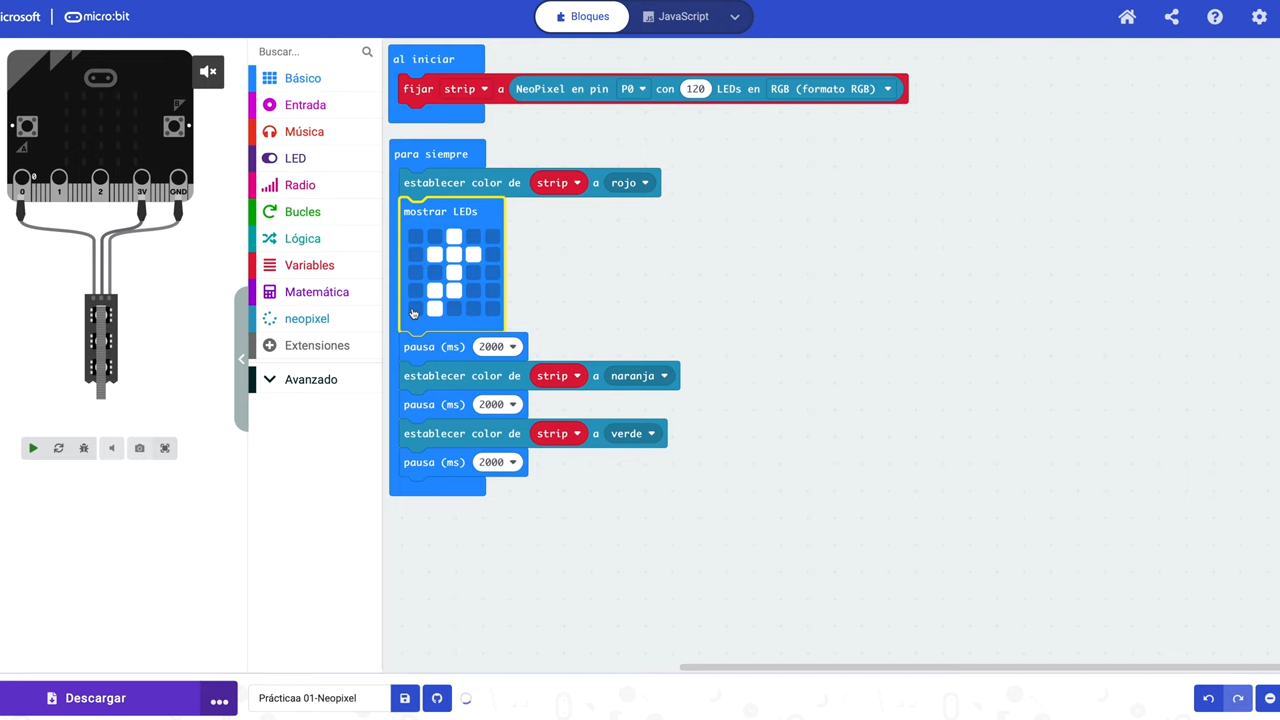 icrosoft micro:bit Bloques JavaScript
Buscar...
Básico
Entrada
Música
LED
Radio
Bucles
Lógica
Variables
Matemática
neopixel
Extensiones
Avanzado
A
B
0
0 1 2 3V GND
al iniciar
fijar strip a NeoPixel en pin P0 con 120 LEDs en RGB (formato RGB)
para siempre
establecer color de strip a rojo
mostrar LEDs
pausa (ms) 2000
establecer color de strip a naranja
pausa (ms) 2000
establecer color de strip a verde
pausa (ms) 2000
Descargar ... Prácticaa 01-Neopixel